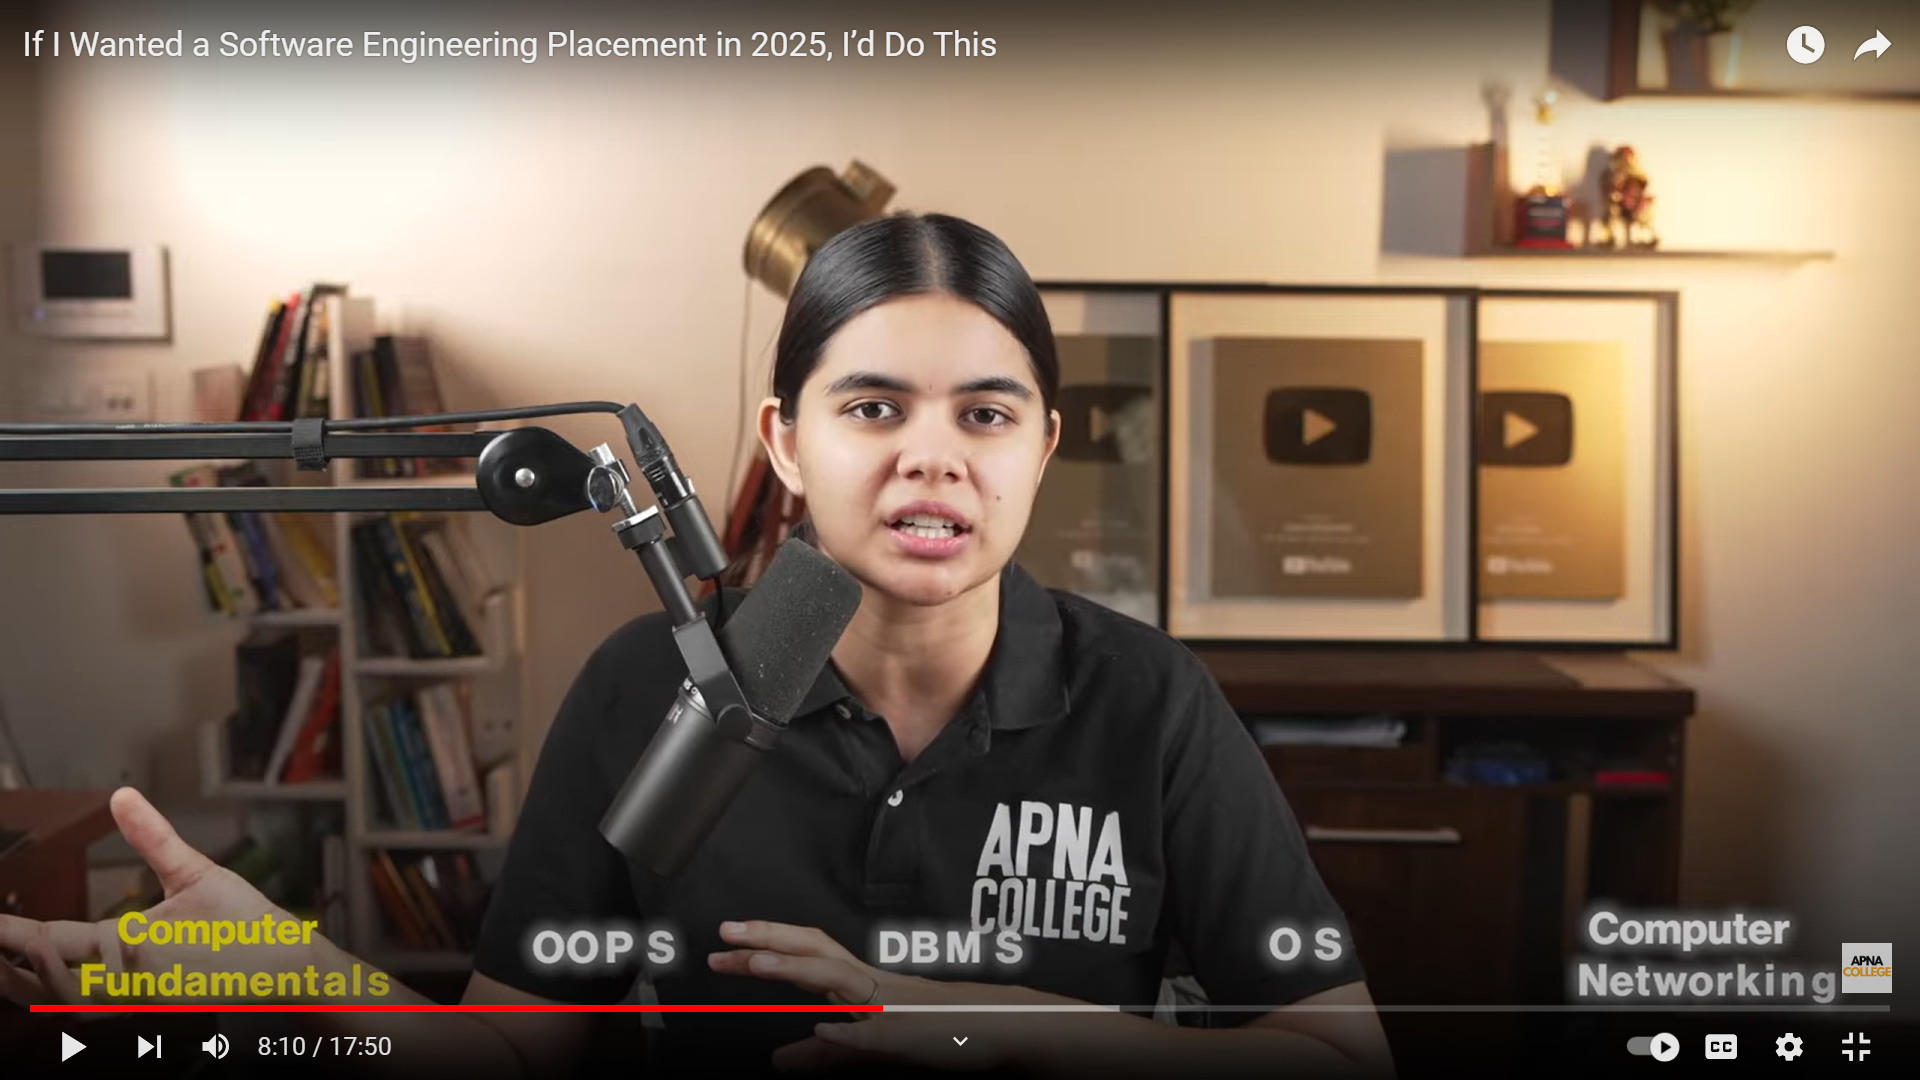 If I Wanted a Software Engineering Placement in 2025, I’d Do This
APNA
COLLEGE
Computer
Fundamentals
OOPS
DBMS
OS
Computer
Networking
APNA
COLLEGE
8:10 / 17:50
CC